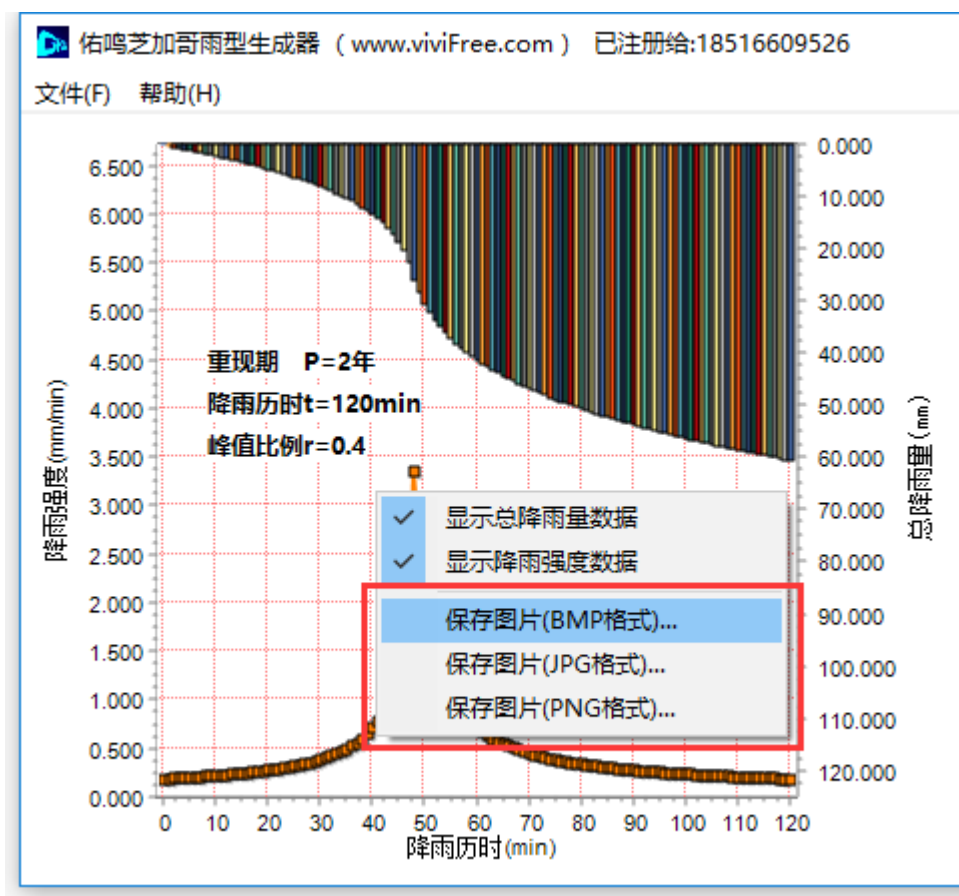 佑鸣芝加哥雨型生成器 （www.viviFree.com） 已注册给:18516609526
文件(F) 帮助(H)
6.500
6.000
5.500
5.000
4.500
4.000
3.500
3.000
2.500
2.000
1.500
1.000
0.500
0.000
降雨强度(mm/min)
重现期 P=2年
降雨历时t=120min
峰值比例r=0.4
显示总降雨量数据
显示降雨强度数据
保存图片(BMP格式)...
保存图片(JPG格式)...
保存图片(PNG格式)...
0.000
10.000
20.000
30.000
40.000
50.000
60.000
70.000
80.000
90.000
100.000
110.000
120.000
总降雨量(mm)
0 10 20 30 40 50 60 70 80 90 100 110 120
降雨历时(min)